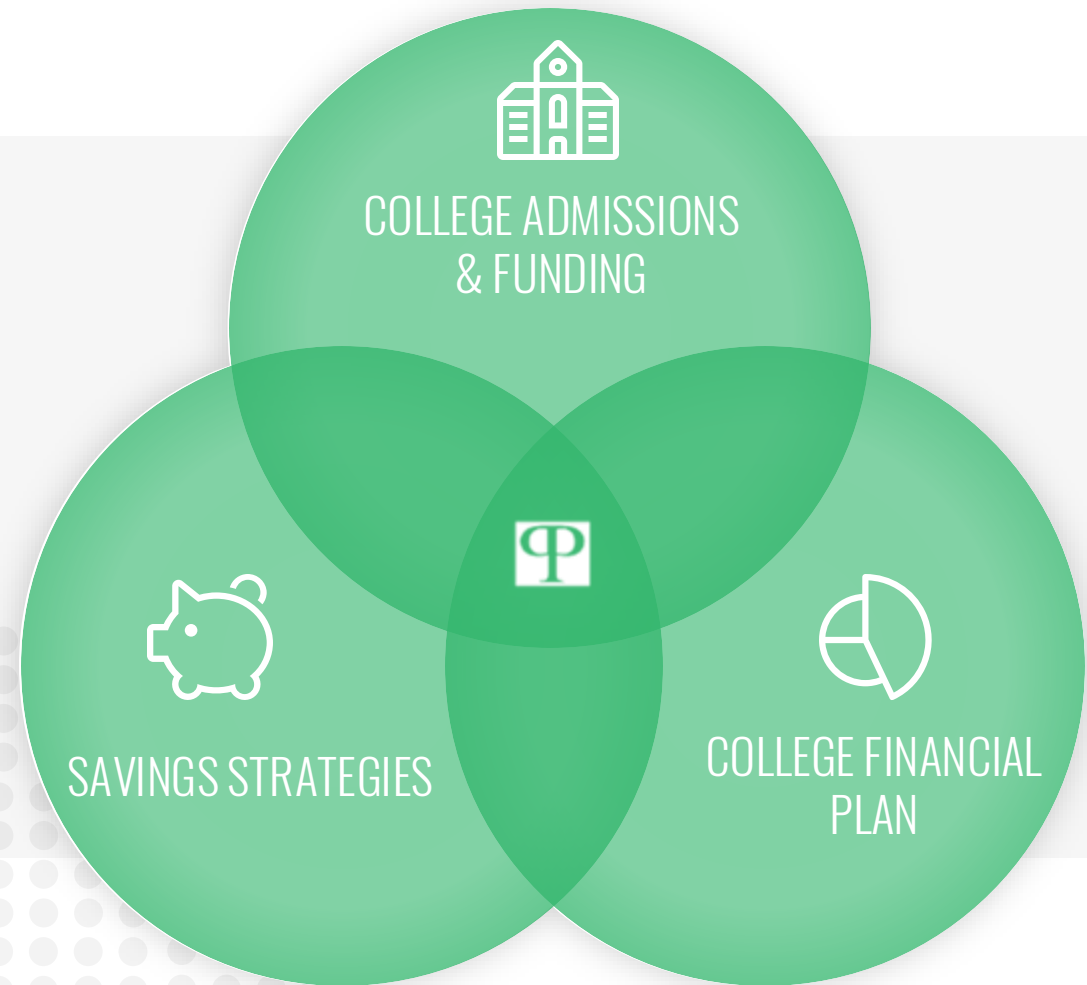 COLLEGE ADMISSIONS
& FUNDING
SAVINGS STRATEGIES
COLLEGE FINANCIAL
PLAN